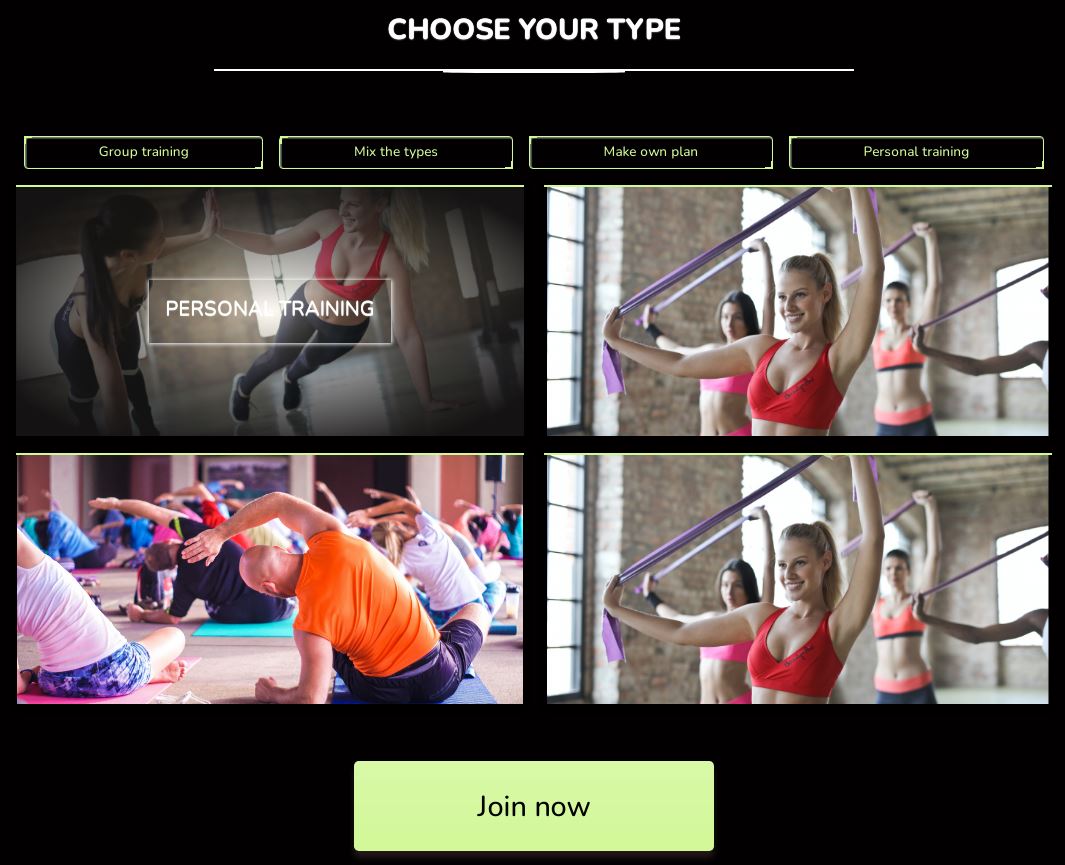 CHOOSE YOUR TYPE
Group training
Mix the types
Make own plan
Personal training
PERSONAL TRAINING
Join now